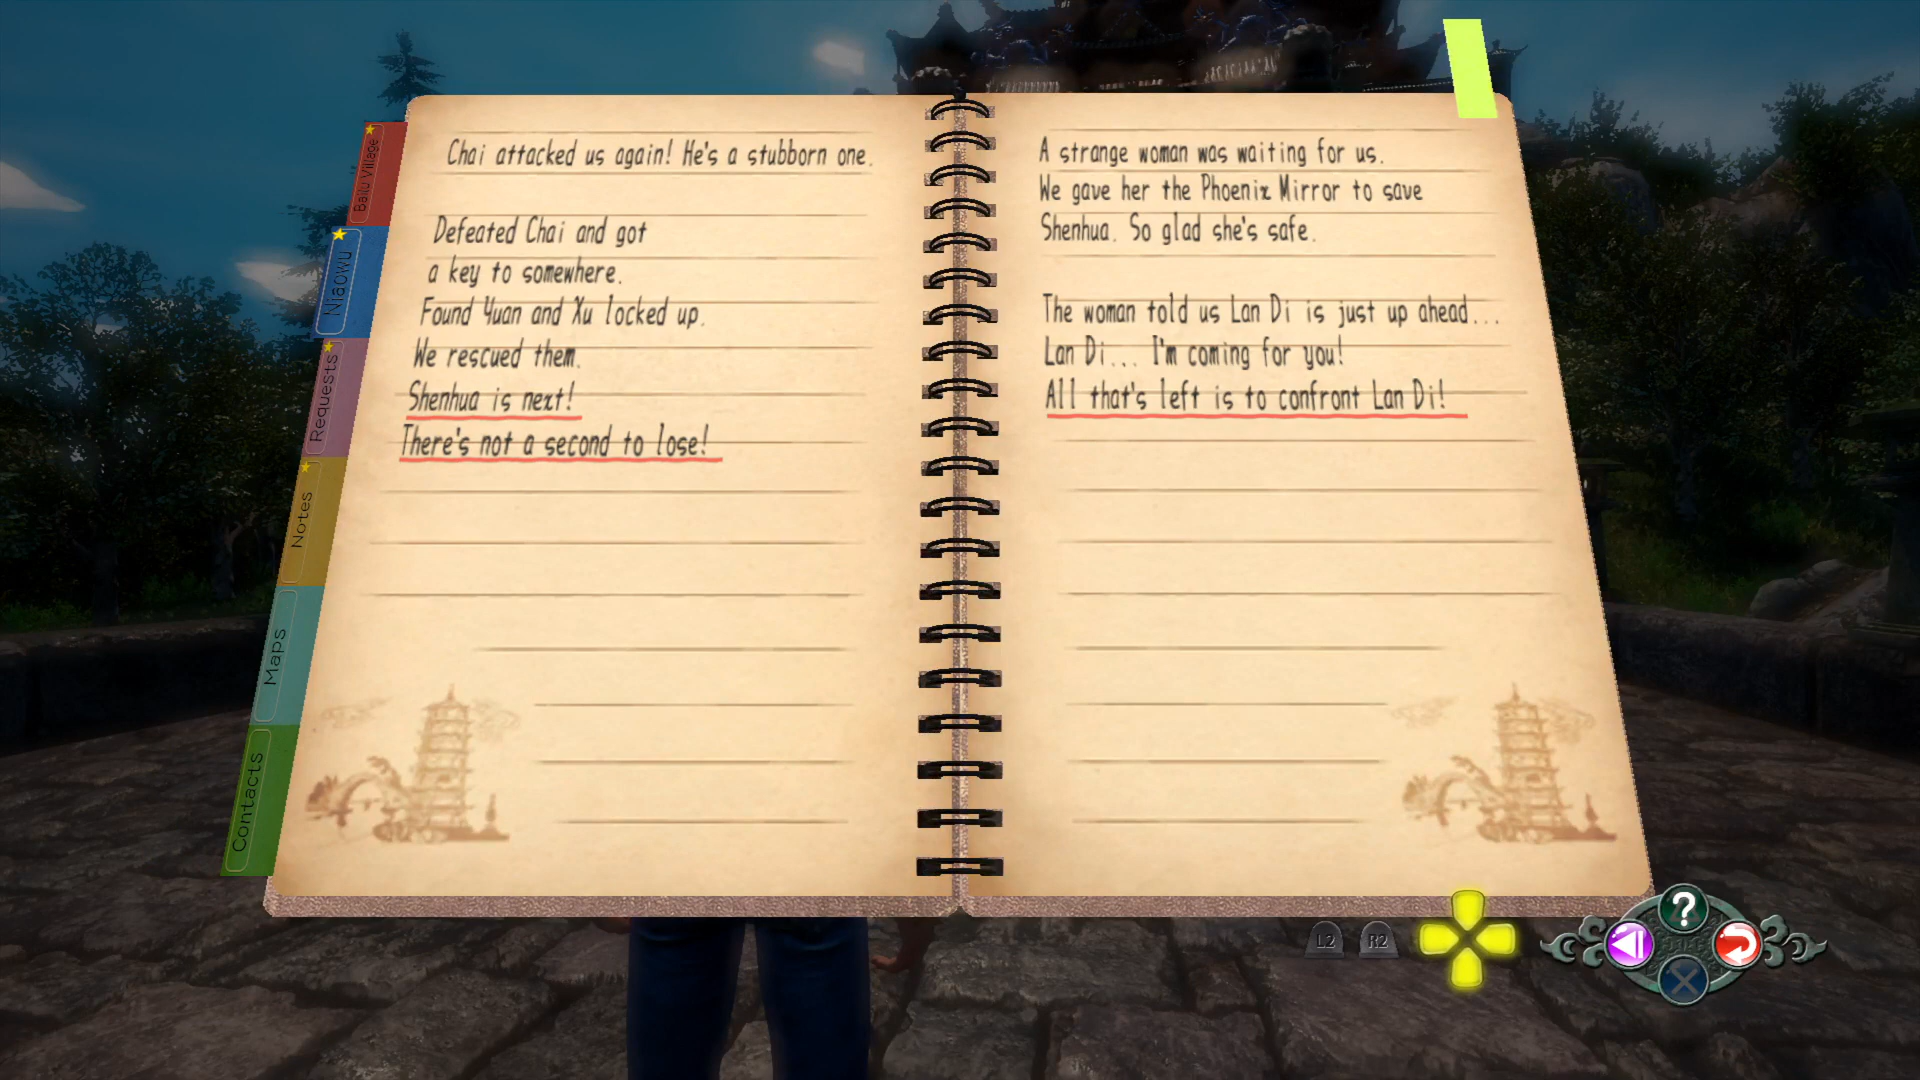 Bailu Village
Niaowu
Requests
Notes
Maps
Contacts
Chai attacked us again! He's a stubborn one.
Defeated Chai and got
a key to somewhere.
Found Yuan and Xu locked up.
We rescued them.
Shenhua is next!
There's not a second to lose!
A strange woman was waiting for us.
We gave her the Phoenix Mirror to save
Shenhua. So glad she's safe.
The woman told us Lan Di is just up ahead...
Lan Di... I'm coming for you!
All that's left is to confront Lan Di!
L2 R2
?